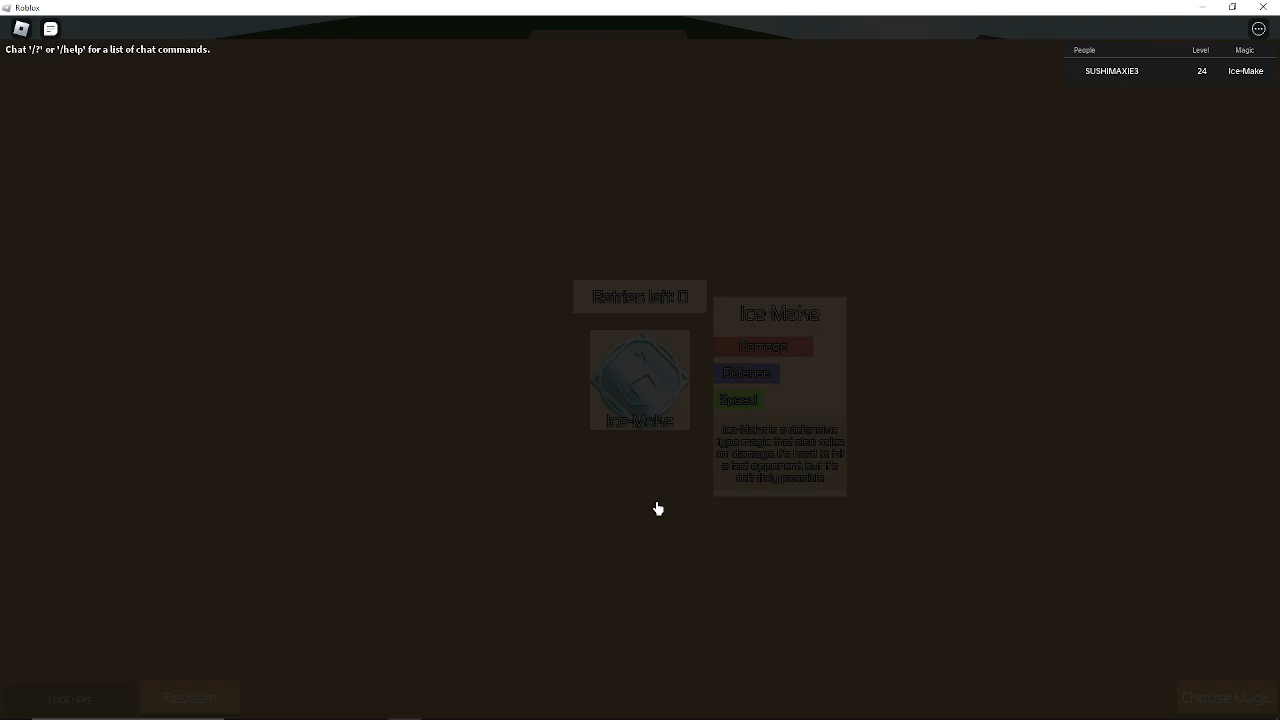 Roblox
Chat '/?' or '/help' for a list of chat commands.
People Level Magic
SUSHIMAXIE3 24 Ice-Make
Retries left: 0
Ice-Make
Ice-Make
Damage
Defense
Speed
Ice-Make is a defensive
type magic that also relies
on damage. It's hard to hit
a fast opponent, but it's
definitely possible.
CODE HERE
Redeem
Choose Magic